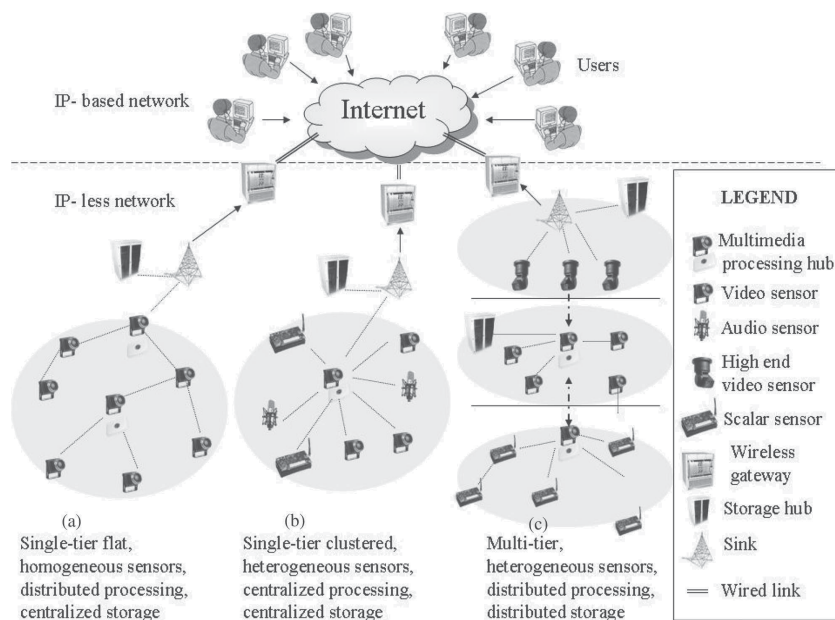 Users
IP- based network
Internet
IP- less network
LEGEND
Multimedia
processing hub
Video sensor
Audio sensor
High end
video sensor
Scalar sensor
Wireless
gateway
Storage hub
Sink
Wired link
(a)
Single-tier flat,
homogeneous sensors,
distributed processing,
centralized storage
(b)
Single-tier clustered,
heterogeneous sensors,
centralized processing,
centralized storage
(c)
Multi-tier,
heterogeneous sensors,
distributed processing,
distributed storage